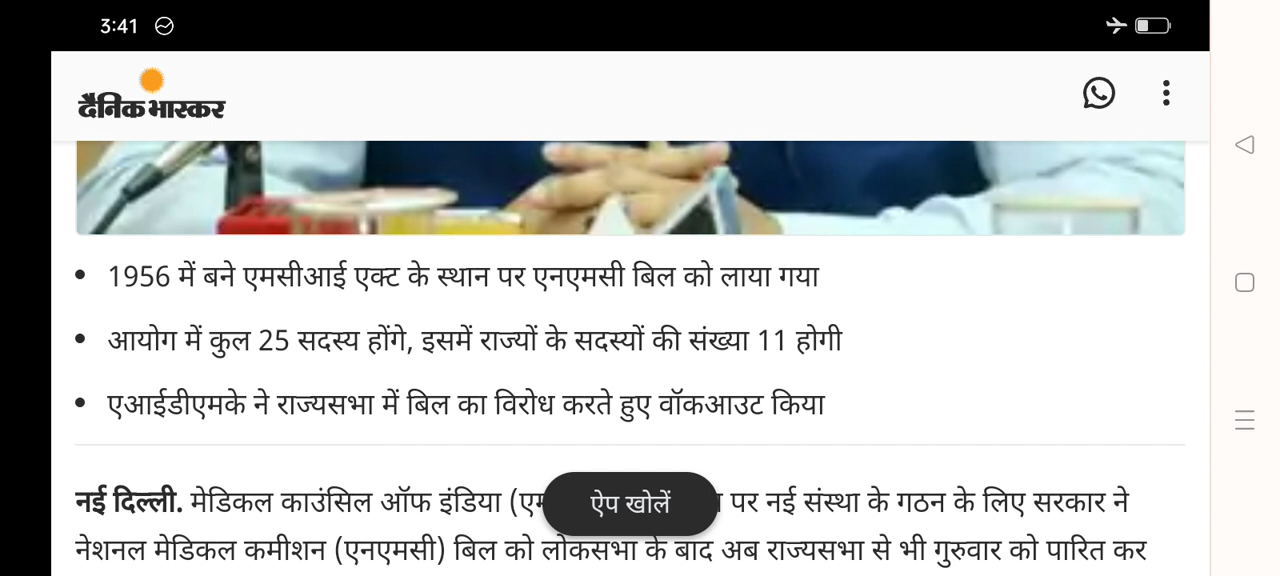 3:41
दैनिक भास्कर
• 1956 में बने एमसीआई एक्ट के स्थान पर एनएमसी बिल को लाया गया
• आयोग में कुल 25 सदस्य होंगे, इसमें राज्यों के सदस्यों की संख्या 11 होगी
• एआईडीएमके ने राज्यसभा में बिल का विरोध करते हुए वॉकआउट किया
नई दिल्ली. मेडिकल काउंसिल ऑफ इंडिया ( पर नई संस्था के गठन के लिए सरकार ने
ऐप खोलें
नेशनल मेडिकल कमीशन (एनएमसी) बिल को लोकसभा के बाद अब राज्यसभा से भी गुरुवार को पारित कर